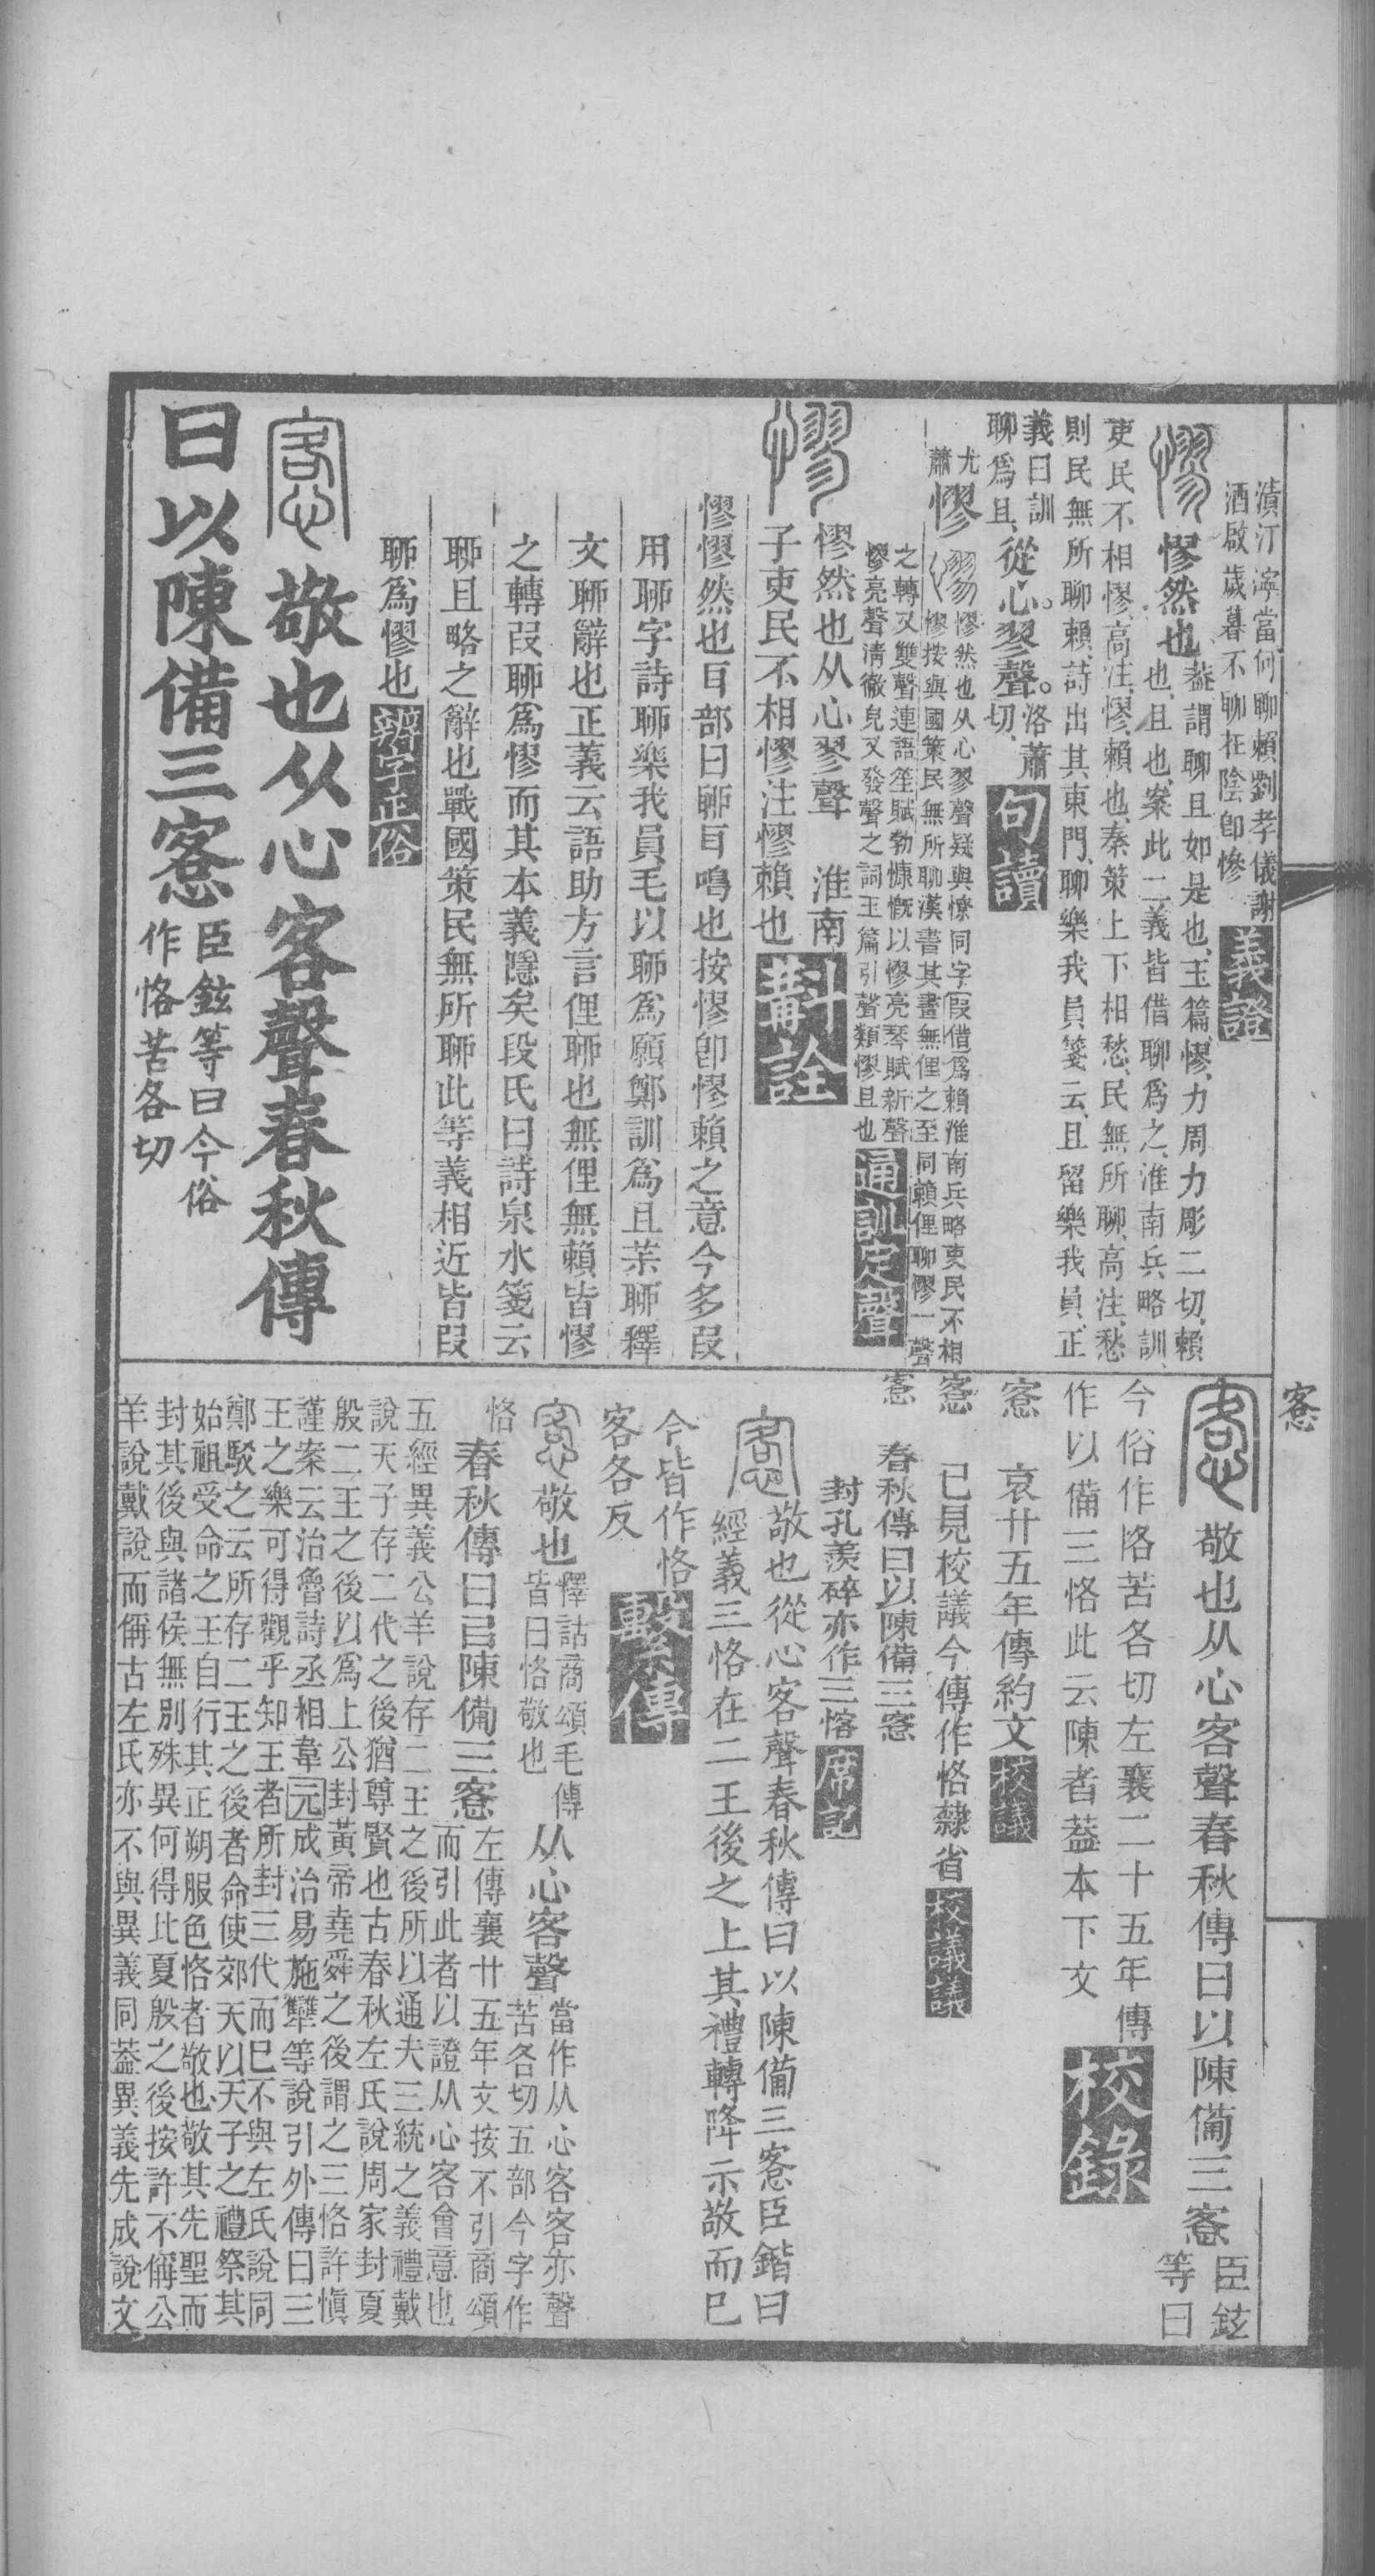 濆汀濘當何聊賴劉孝儀謝
酒啟歲暮不聊在陰卽慘
義證
憀然也
葢謂聊且如是也玉篇憀力周力彫二切賴
也且也案此二義皆借聊爲之淮南兵略訓
吏民不相憀高注憀賴也秦策上下相愁民無所聊高注愁
則民無所聊賴詩出其東門聊樂我員箋云且留樂我員正
義曰訓
聊爲且
從心翏聲
洛蕭
切
句讀
尤
蕭
憀
憀然也从心翏聲疑與憭同字叚借爲賴淮南兵略吏民不相
憀按與國策民無所聊漢書其畫無俚之至同賴俚聊憀一聲
之轉又雙聲連語笙賦勃慷慨以憀亮琴賦新聲
憀亮聲淸徹皃又發聲之詞玉篇引聲類憀且也
通訓定聲
憀然也从心翏聲 淮南
子吏民不相憀注憀賴也
斠詮
憀憀然也耳部曰聊耳鳴也按憀卽憀賴之意今多叚
用聊字詩聊樂我員毛以聊爲願鄭訓爲且苿聊釋
文聊辭也正義云語助方言俚聊也無俚無賴皆憀
之轉叚聊爲憀而其本義隱矣段氏曰詩泉水箋云
聊且略之辭也戰國策民無所聊此等義相近皆叚
聊爲憀也
辨字正俗
敬也从心客聲春秋傳
曰以陳備三愙
臣鉉等曰今俗
作恪苦各切
愙
敬也从心客聲春秋傳曰以陳備三愙
臣鉉
等曰
今俗作恪苦各切左襄二十五年傳
作以備三恪此云陳者葢本下文
校錄
愙 哀廿五年傳約文
校議
愙 已見校議今傳作恪隸省
校議議
愙 春秋傳曰以陳備三愙
封孔羨碑亦作三愘
席記
敬也從心客聲春秋傳曰以陳備三愙臣鍇曰
經義三恪在二王後之上其禮轉降示敬而已
今皆作恪
客各反
繫傳
敬也
釋詁商頌毛傳
皆曰恪敬也
从心客聲
當作从心客客亦聲
苦各切五部今字作
恪
春秋傳曰㠯陳備三愙
左傳襄廿五年文按不引商頌
而引此者以證从心客會意也
五經異義公羊說存二王之後所以通夫三統之義禮戴
說天子存二代之後猶尊賢也古春秋左氏說周家封夏
殷二王之後以爲上公封黃帝堯舜之後謂之三恪許愼
謹案云治魯詩丞相韋元成治易施犨等說引外傳曰三
王之樂可得觀乎知王者所封三代而巳不與左氏說同
鄭駁之云所存二王之後者命使郊天以天子之禮祭其
始祖受命之王自行其正朔服色恪者敬也敬其先聖而
封其後與諸侯無別殊異何得比夏殷之後按許不偁公
羊說戴說而偁古左氏亦不與異義同葢異義先成說文